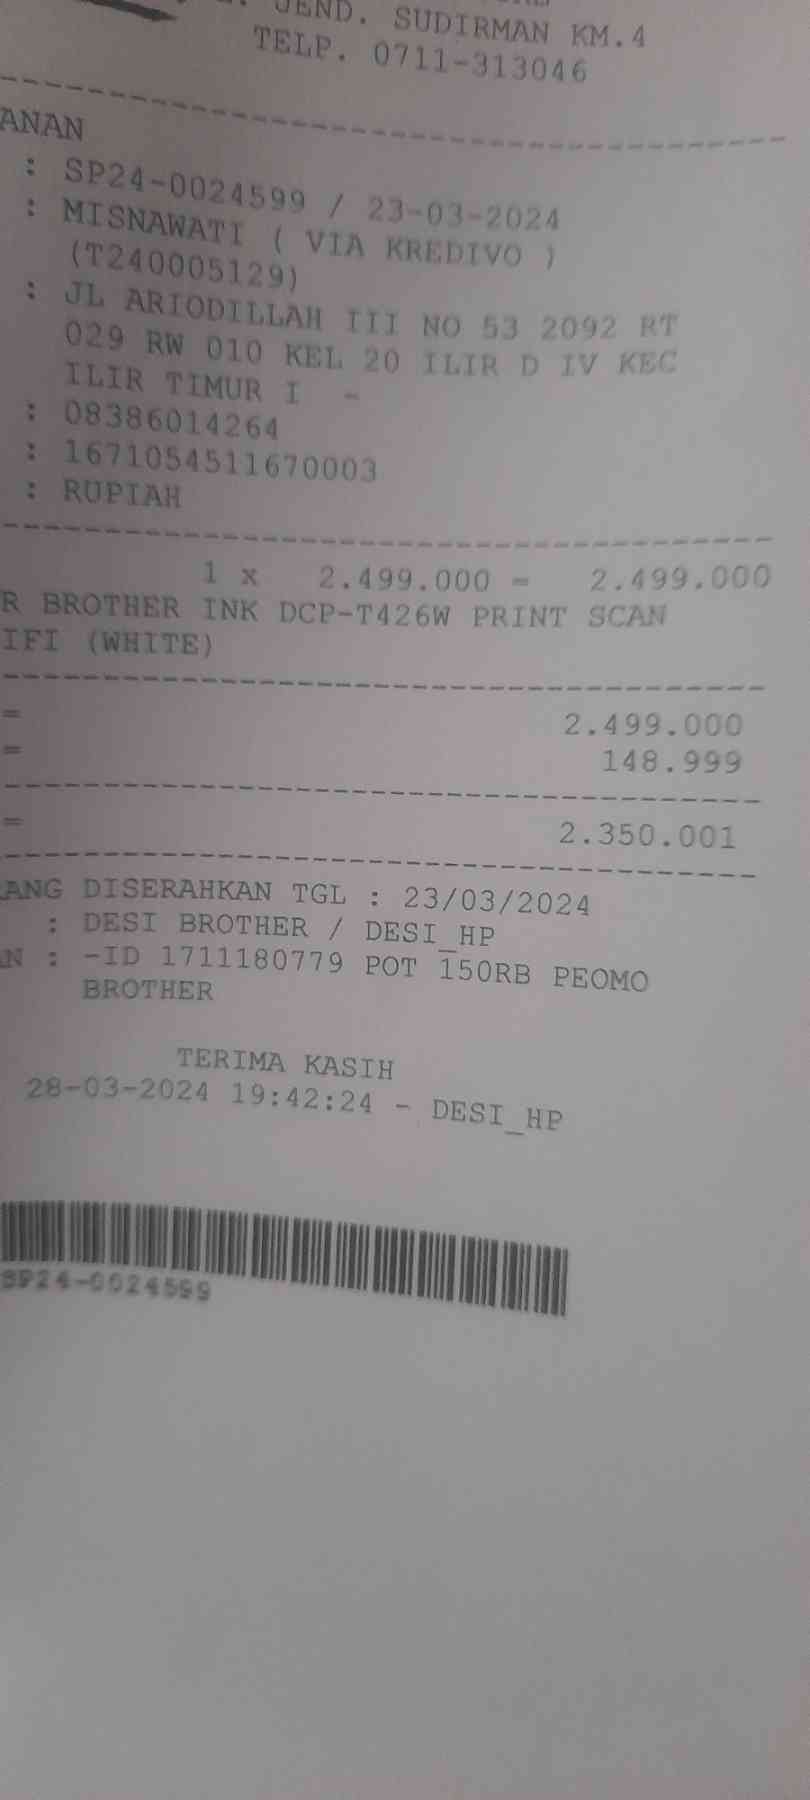 JEND. SUDIRMAN KM.4
TELP. 0711-313046
ANAN
: SP24-0024599 / 23-03-2024
: MISNAWATI ( VIA KREDIVO )
(T240005129)
: JL ARIODILLAH III NO 53 2092 RT
029 RW 010 KEL 20 ILIR D IV KEC
ILIR TIMUR I -
: 08386014264
: 1671054511670003
: RUPIAH
1 x 2.499.000 = 2.499.000
R BROTHER INK DCP-T426W PRINT SCAN
IFI (WHITE)
= 2.499.000
= 148.999
= 2.350.001
ANG DISERAHKAN TGL : 23/03/2024
: DESI BROTHER / DESI_HP
AN : -ID 1711180779 POT 150RB PEOMO
BROTHER
TERIMA KASIH
28-03-2024 19:42:24 - DESI_HP
SP24-0024599